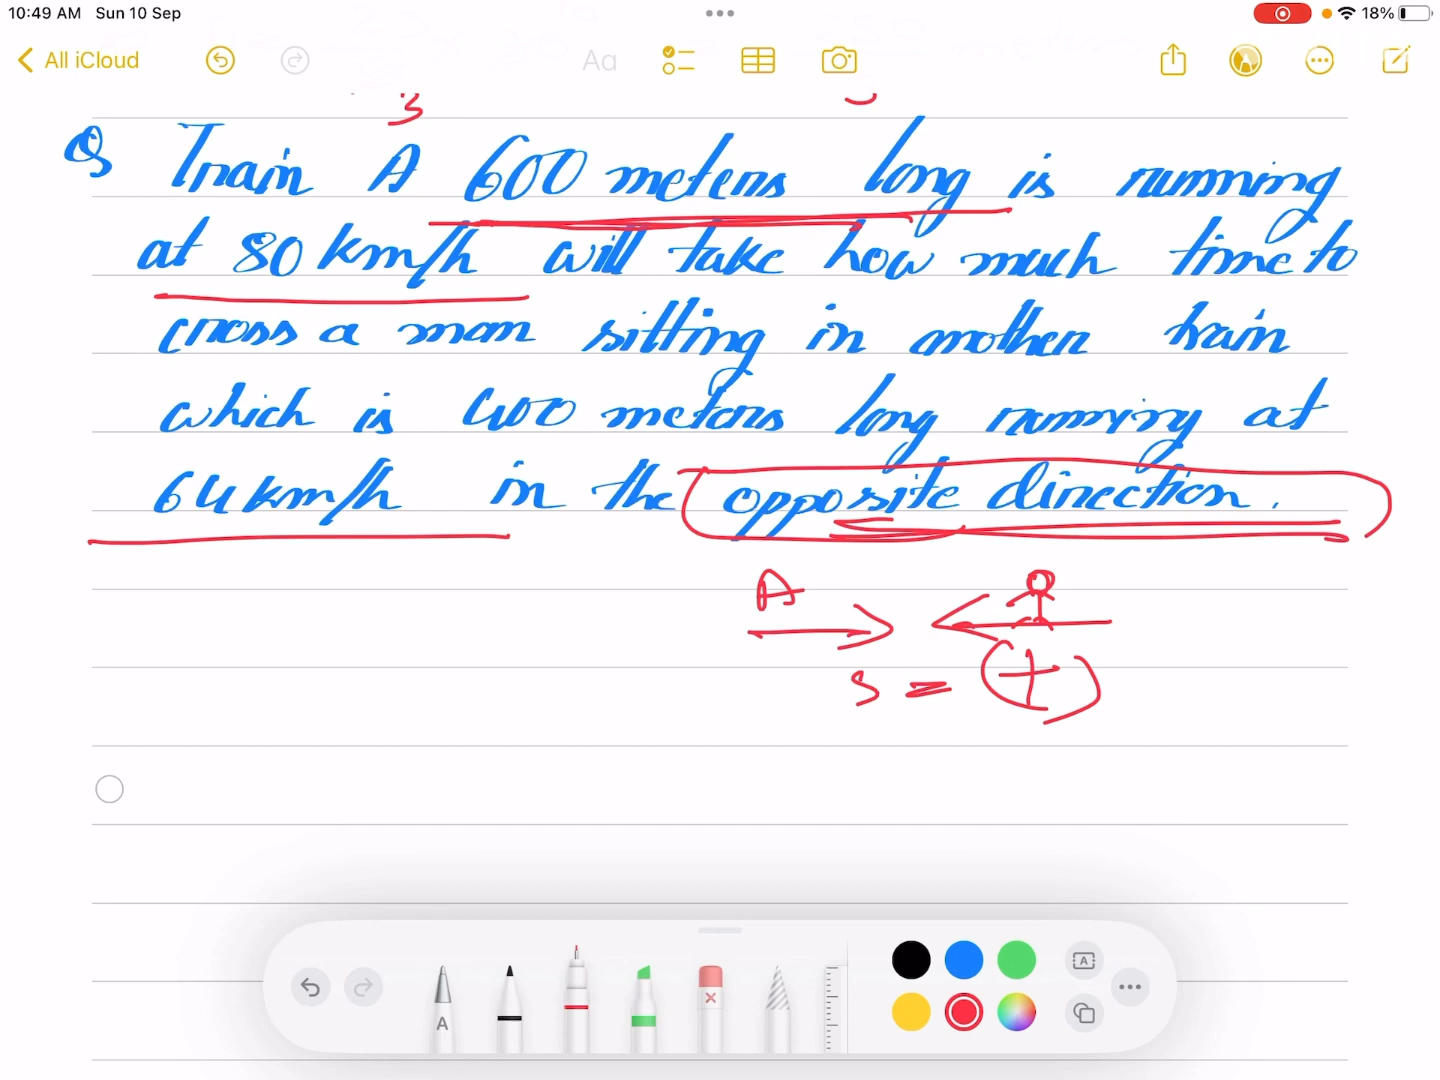 10:49 AM Sun 10 Sep
18%
All iCloud
Aa
Q Train A 600 meters long is running
at 80 km/h will take how much time to
cross a man sitting in another train
which is 400 meters long running at
64 km/h in the opposite direction.
A
S = (+)
A
A